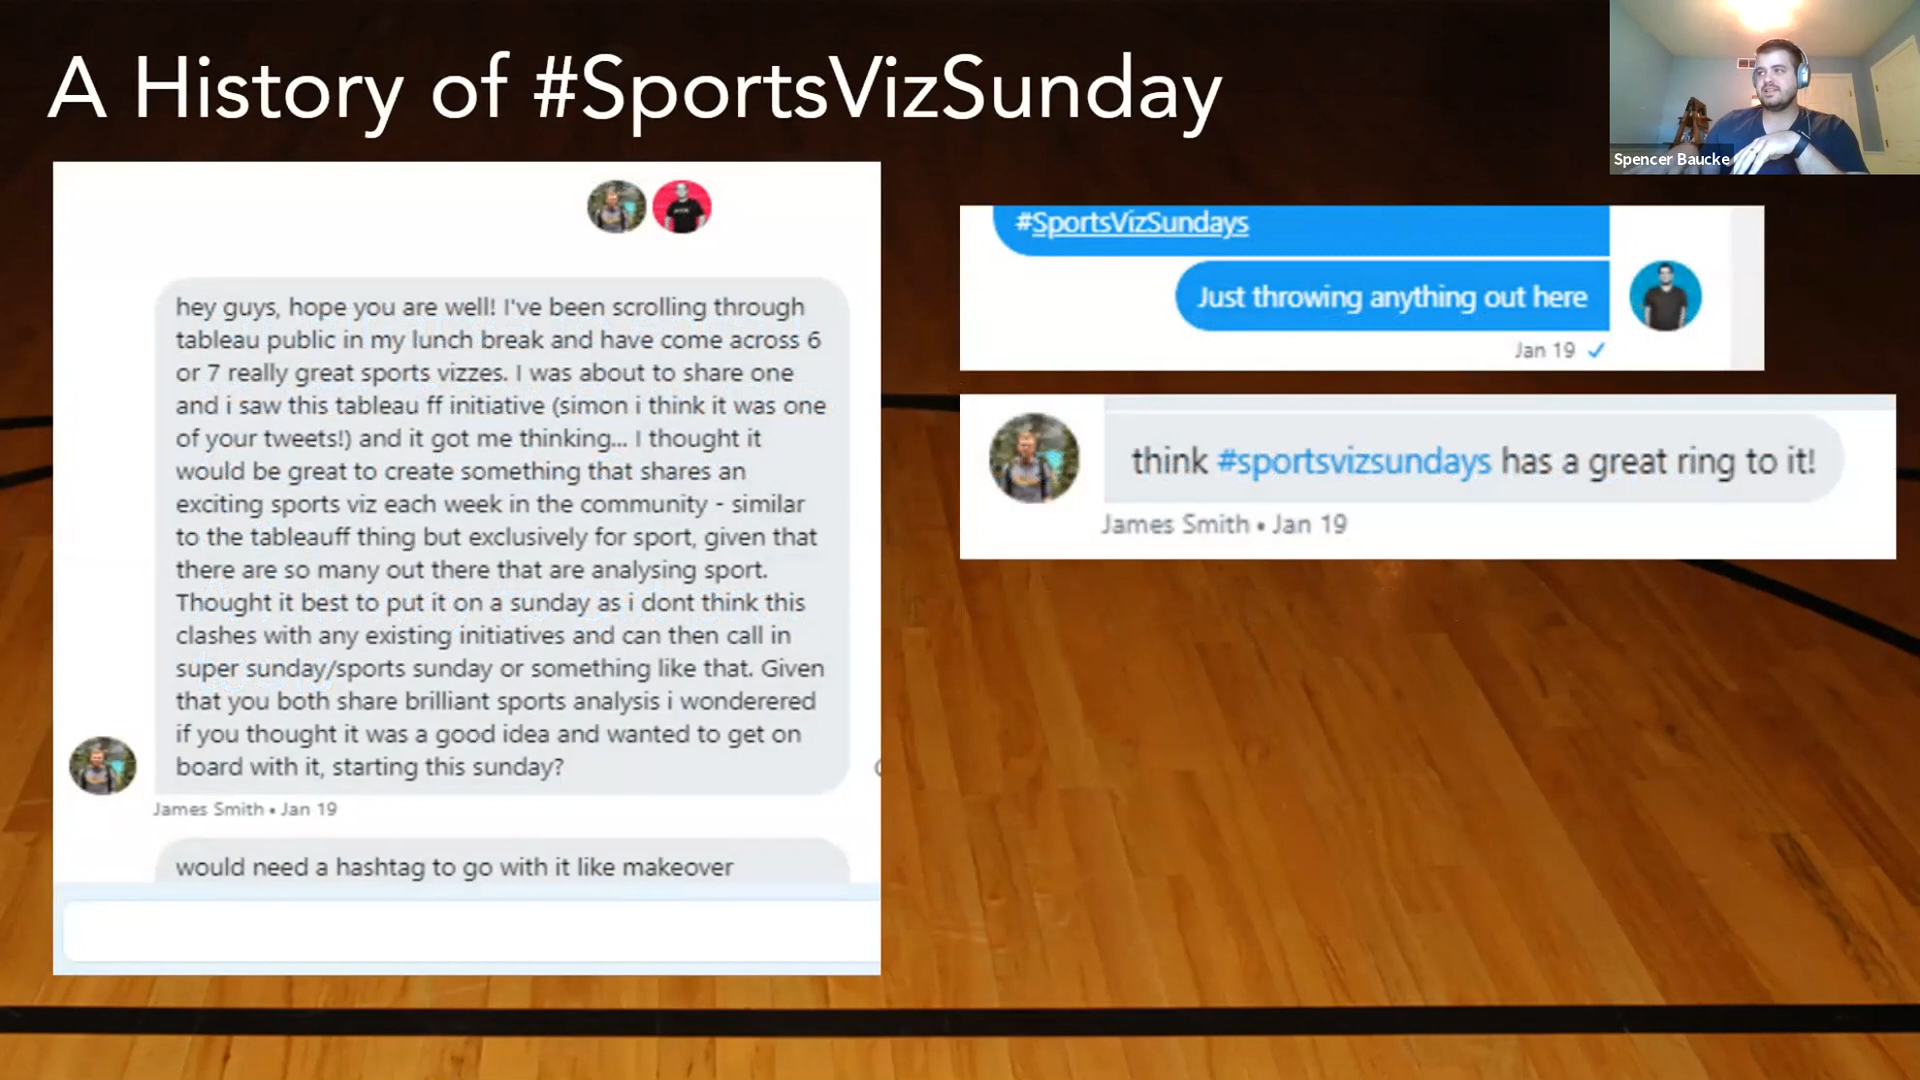 A History of #SportsVizSunday
Spencer Baucke
hey guys, hope you are well! I've been scrolling through
tableau public in my lunch break and have come across 6
or 7 really great sports vizzes. I was about to share one
and i saw this tableau ff initiative (simon i think it was one
of your tweets!) and it got me thinking... I thought it
would be great to create something that shares an
exciting sports viz each week in the community - similar
to the tableauff thing but exclusively for sport, given that
there are so many out there that are analysing sport.
Thought it best to put it on a sunday as i dont think this
clashes with any existing initiatives and can then call in
super sunday/sports sunday or something like that. Given
that you both share brilliant sports analysis i wonderered
if you thought it was a good idea and wanted to get on
board with it, starting this sunday?
James Smith • Jan 19
would need a hashtag to go with it like makeover
#SportsVizSundays
Just throwing anything out here
Jan 19 ✓
think #sportsvizsundays has a great ring to it!
James Smith • Jan 19